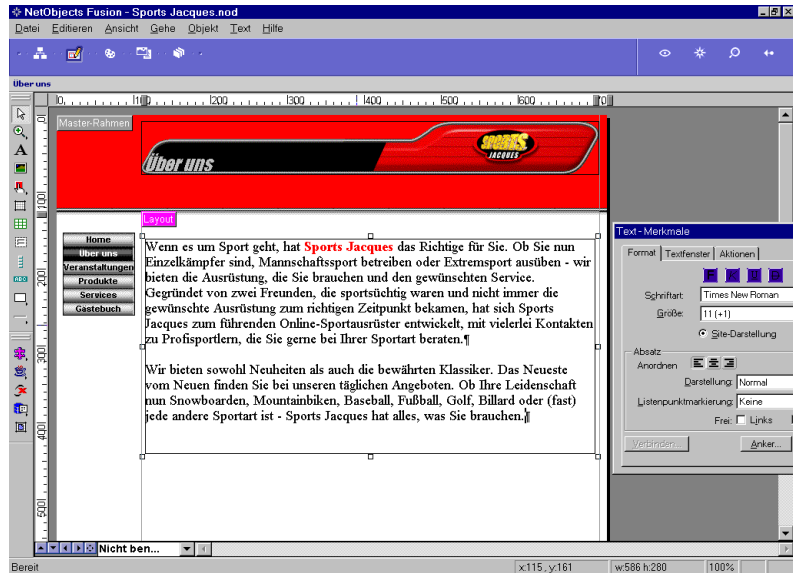 NetObjects Fusion - Sports Jacques.nod
Datei Editieren Ansicht Gehe Objekt Text Hilfe
Über uns
Master-Rahmen
SPORTS
JACQUES
Über uns
Layout
Home
Über uns
Veranstaltungen
Produkte
Services
Gästebuch
Wenn es um Sport geht, hat Sports Jacques das Richtige für Sie. Ob Sie nun
Einzelkämpfer sind, Mannschaftssport betreiben oder Extremsport ausüben - wir
bieten die Ausrüstung, die Sie brauchen und den gewünschten Service.
Gegründet von zwei Freunden, die sportsüchtig waren und nicht immer die
gewünschte Ausrüstung zum richtigen Zeitpunkt bekamen, hat sich Sports
Jacques zum führenden Online-Sportausrüster entwickelt, mit vielerlei Kontakten
zu Profisportlern, die Sie gerne bei Ihrer Sportart beraten.¶
Wir bieten sowohl Neuheiten als auch die bewährten Klassiker. Das Neueste
vom Neuen finden Sie bei unseren täglichen Angeboten. Ob Ihre Leidenschaft
nun Snowboarden, Mountainbiken, Baseball, Fußball, Golf, Billard oder (fast)
jede andere Sportart ist - Sports Jacques hat alles, was Sie brauchen.¶
Text-Merkmale
Format Textfenster Aktionen
F K U D
Schriftart: Times New Roman
Größe: 11 (+1)
Site-Darstellung
Absatz
Anordnen
Darstellung: Normal
Listenpunktmarkierung: Keine
Frei: Links
Verbinden... Anker...
Nicht ben...
Bereit x:115 , y:161 w:586 h:280 100%